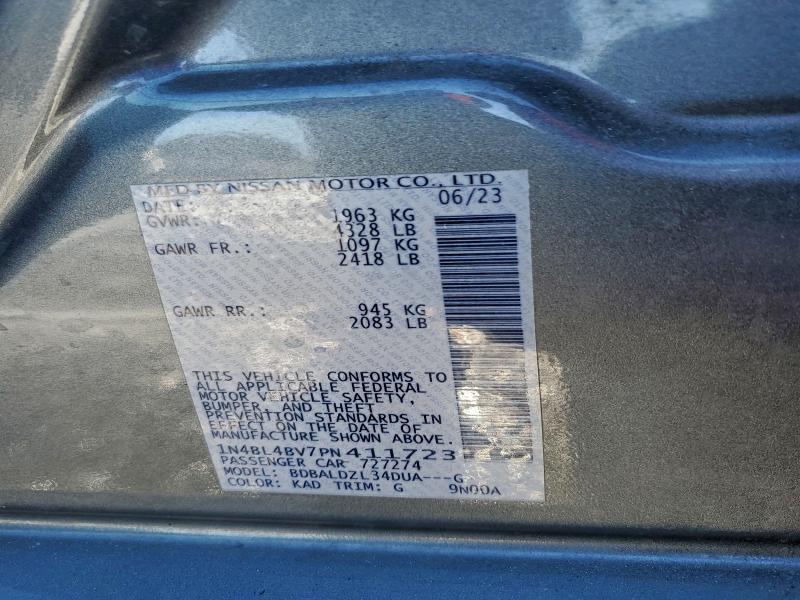 MFD BY NISSAN MOTOR CO., LTD.
DATE: 06/23
GVWR: 1963 KG
4328 LB
GAWR FR.: 1097 KG
2418 LB
GAWR RR.: 945 KG
2083 LB
THIS VEHICLE CONFORMS TO
ALL APPLICABLE FEDERAL
MOTOR VEHICLE SAFETY,
BUMPER, AND THEFT
PREVENTION STANDARDS IN
EFFECT ON THE DATE OF
MANUFACTURE SHOWN ABOVE.
1N4BL4BV7PN411723
PASSENGER CAR 727274
MODEL: BDBALDZL34DUA---G
COLOR: KAD TRIM: G 9N00A